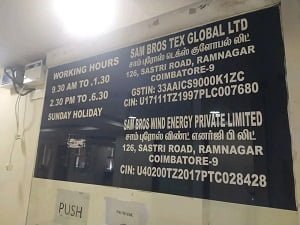 WORKING HOURS
9.30 AM TO .1.30
2.30 PM TO .6.30
SUNDAY HOLIDAY
SAM BROS TEX GLOBAL LTD
சாம் புரோஸ் டெக்ஸ் குளோபல் லிட்
126, SASTRI ROAD, RAMNAGAR
COIMBATORE-9
GSTIN: 33AAICS9000K1ZC
CIN: U17111TZ1997PLC007680
SAM BROS WIND ENERGY PRIVATE LIMITED
சாம் புரோஸ் விண்ட் எனர்ஜி பி லிட்
126, SASTRI ROAD, RAMNAGAR
COIMBATORE-9
CIN: U40200TZ2017PTC028428
PUSH